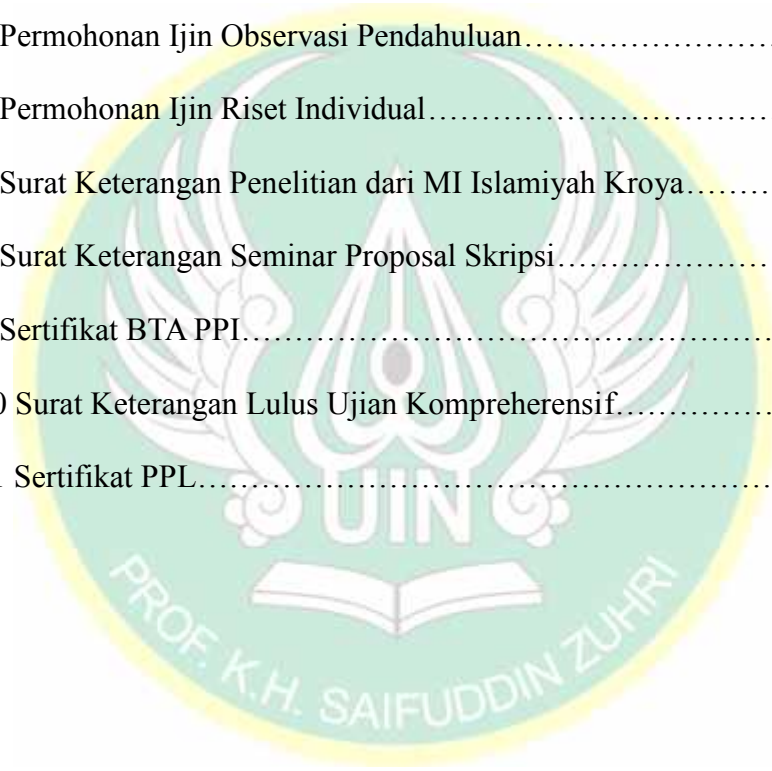 Permohonan Ijin Observasi Pendahuluan……………………….
Permohonan Ijin Riset Individual………………………………
Surat Keterangan Penelitian dari MI Islamiyah Kroya………
Surat Keterangan Seminar Proposal Skripsi…………………
Sertifikat BTA PPI………………………………………………
0 Surat Keterangan Lulus Ujian Kompreherensif……………
Sertifikat PPL……………………………………………………
UIN
PROF. K.H. SAIFUDDIN ZUHRI